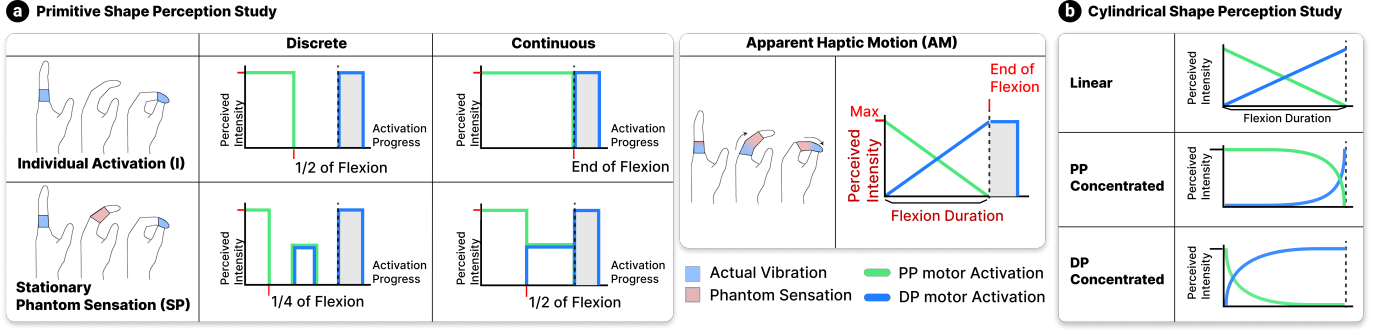 a Primitive Shape Perception Study
Discrete
Continuous
Individual Activation (I)
Perceived
Intensity
Activation
Progress
1/2 of Flexion
Perceived
Intensity
Activation
Progress
End of Flexion
Stationary
Phantom Sensation (SP)
Perceived
Intensity
Activation
Progress
1/4 of Flexion
Perceived
Intensity
Activation
Progress
1/2 of Flexion
Apparent Haptic Motion (AM)
End of
Flexion
Max
Perceived
Intensity
Flexion Duration
Actual Vibration
Phantom Sensation
PP motor Activation
DP motor Activation
b Cylindrical Shape Perception Study
Linear
Perceived
Intensity
Flexion Duration
PP
Concentrated
Perceived
Intensity
DP
Concentrated
Perceived
Intensity